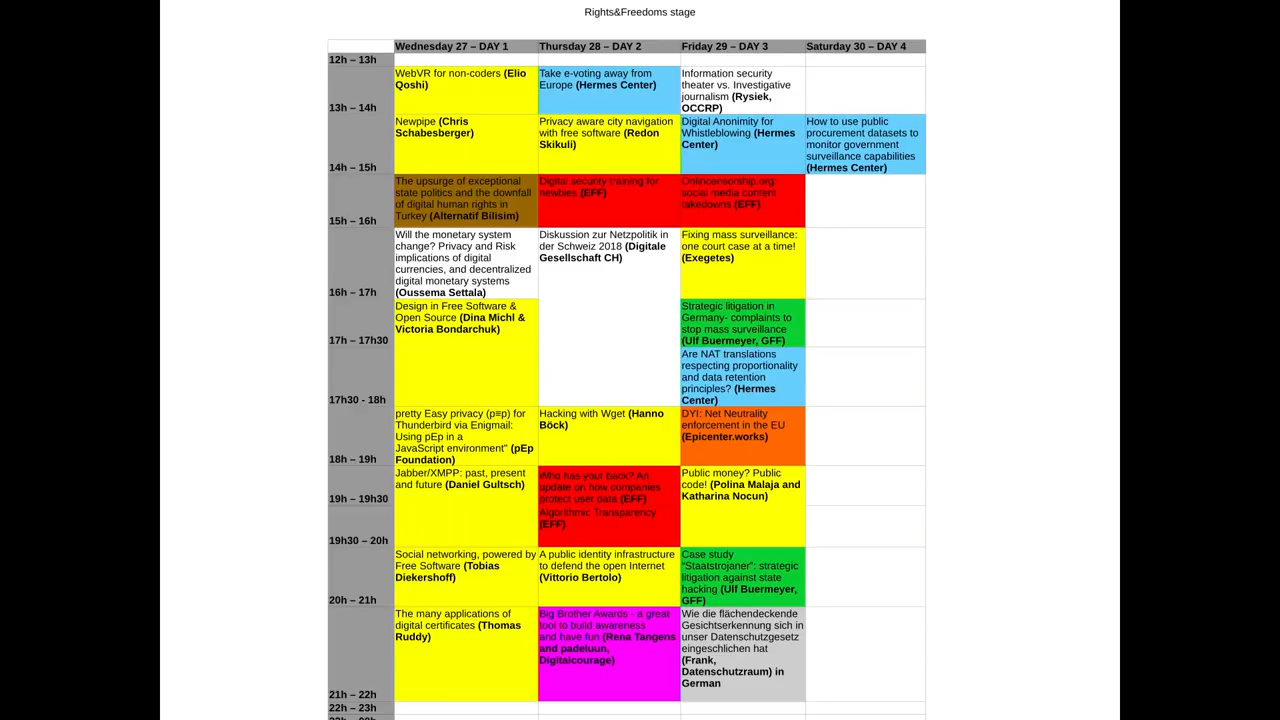 Rights&Freedoms stage
Wednesday 27 – DAY 1
Thursday 28 – DAY 2
Friday 29 – DAY 3
Saturday 30 – DAY 4
12h – 13h
WebVR for non-coders (Elio
Qoshi)
Take e-voting away from
Europe (Hermes Center)
Information security
theater vs. Investigative
journalism (Rysiek,
OCCRP)
13h – 14h
Newpipe (Chris
Schabesberger)
Privacy aware city navigation
with free software (Redon
Skikuli)
Digital Anonimity for
Whistleblowing (Hermes
Center)
How to use public
procurement datasets to
monitor government
surveillance capabilities
(Hermes Center)
14h – 15h
The upsurge of exceptional
state politics and the downfall
of digital human rights in
Turkey (Alternatif Bilisim)
Digital security training for
newbies (EFF)
Onlinecensorship.org:
social media content
takedowns (EFF)
15h – 16h
Will the monetary system
change? Privacy and Risk
implications of digital
currencies, and decentralized
digital monetary systems
(Oussema Settala)
Diskussion zur Netzpolitik in
der Schweiz 2018 (Digitale
Gesellschaft CH)
Fixing mass surveillance:
one court case at a time!
(Exegetes)
16h – 17h
Design in Free Software &
Open Source (Dina Michl &
Victoria Bondarchuk)
Strategic litigation in
Germany- complaints to
stop mass surveillance
(Ulf Buermeyer, GFF)
17h – 17h30
Are NAT translations
respecting proportionality
and data retention
principles? (Hermes
Center)
17h30 - 18h
pretty Easy privacy (p≡p) for
Thunderbird via Enigmail:
Using pEp in a
JavaScript environment" (pEp
Foundation)
Hacking with Wget (Hanno
Böck)
DYI: Net Neutrality
enforcement in the EU
(Epicenter.works)
18h – 19h
Jabber/XMPP: past, present
and future (Daniel Gultsch)
Who has your back? An
update on how companies
protect user data (EFF)
Public money? Public
code! (Polina Malaja and
Katharina Nocun)
19h – 19h30
Algorithmic Transparency
(EFF)
19h30 – 20h
Social networking, powered by
Free Software (Tobias
Diekershoff)
A public identity infrastructure
to defend the open Internet
(Vittorio Bertolo)
Case study
"Staatstrojaner": strategic
litigation against state
hacking (Ulf Buermeyer,
GFF)
20h – 21h
The many applications of
digital certificates (Thomas
Ruddy)
Big Brother Awards - a great
tool to build awareness
and have fun (Rena Tangens
and padeluun,
Digitalcourage)
Wie die flächendeckende
Gesichtserkennung sich in
unser Datenschutzgesetz
eingeschlichen hat
(Frank,
Datenschutzraum) in
German
21h – 22h
22h – 23h